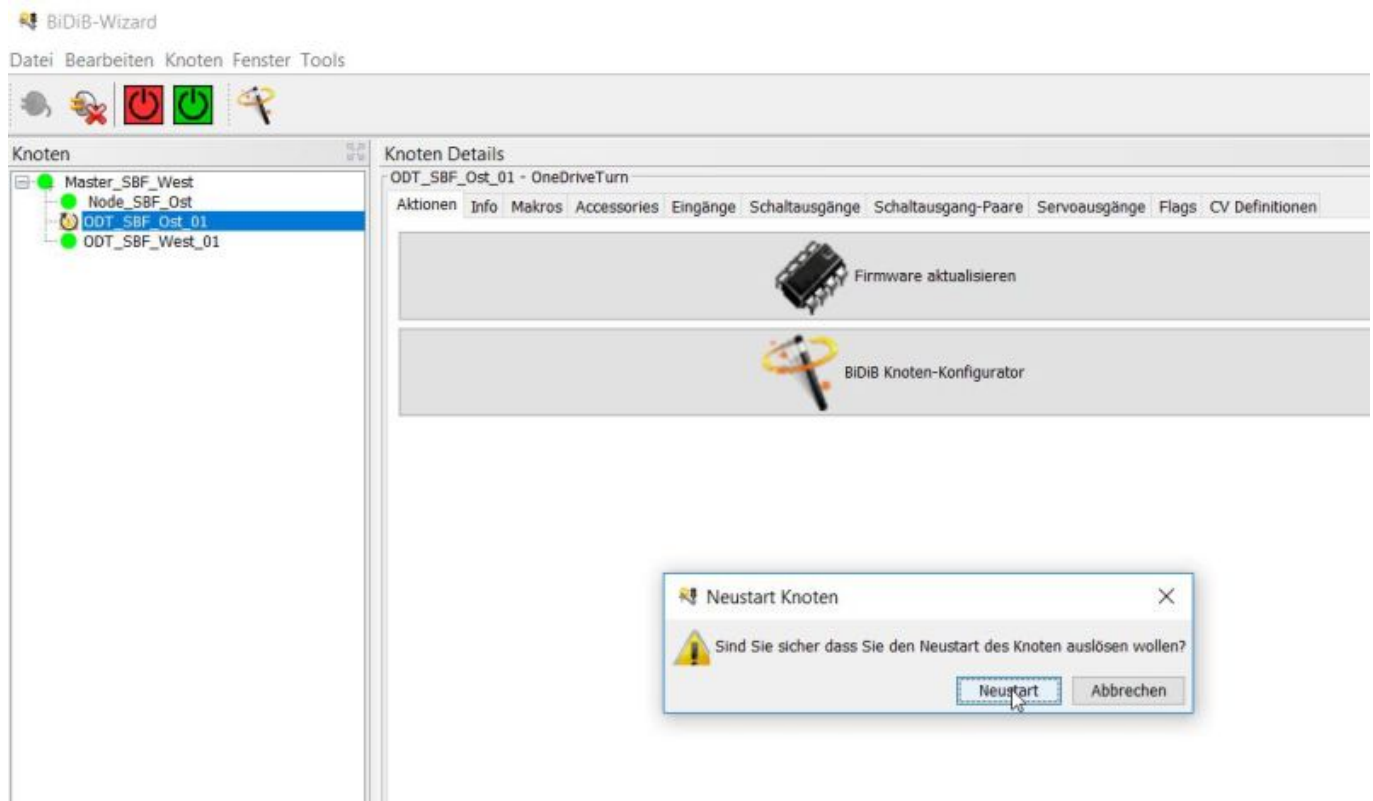 BiDiB-Wizard
Datei Bearbeiten Knoten Fenster Tools
Knoten
Master_SBF_West
Node_SBF_Ost
ODT_SBF_Ost_01
ODT_SBF_West_01
Knoten Details
ODT_SBF_Ost_01 - OneDriveTurn
Aktionen Info Makros Accessories Eingänge Schaltausgänge Schaltausgang-Paare Servoausgänge Flags CV Definitionen
Firmware aktualisieren
BiDiB Knoten-Konfigurator
Neustart Knoten
Sind Sie sicher dass Sie den Neustart des Knoten auslösen wollen?
Neustart Abbrechen